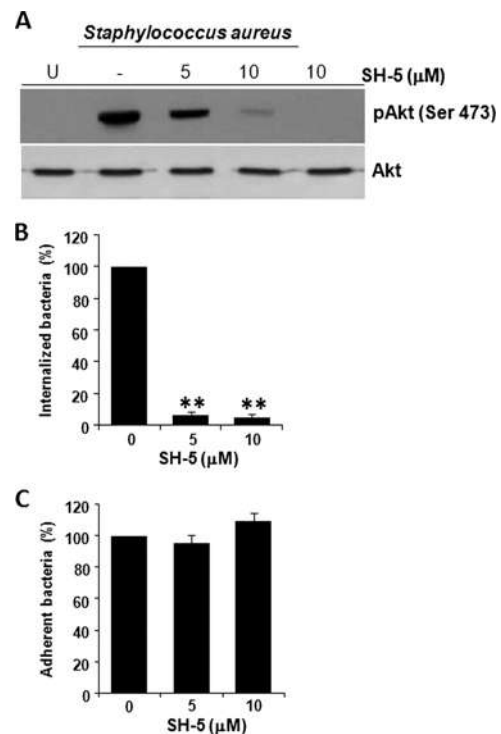 A
Staphylococcus aureus
U - 5 10 10 SH-5 (μM)
pAkt (Ser 473)
Akt
B
Internalized bacteria (%)
120
100
80
60
40
20
0
** **
0 5 10
SH-5 (μM)
C
Adherent bacteria (%)
120
100
80
60
40
20
0
0 5 10
SH-5 (μM)